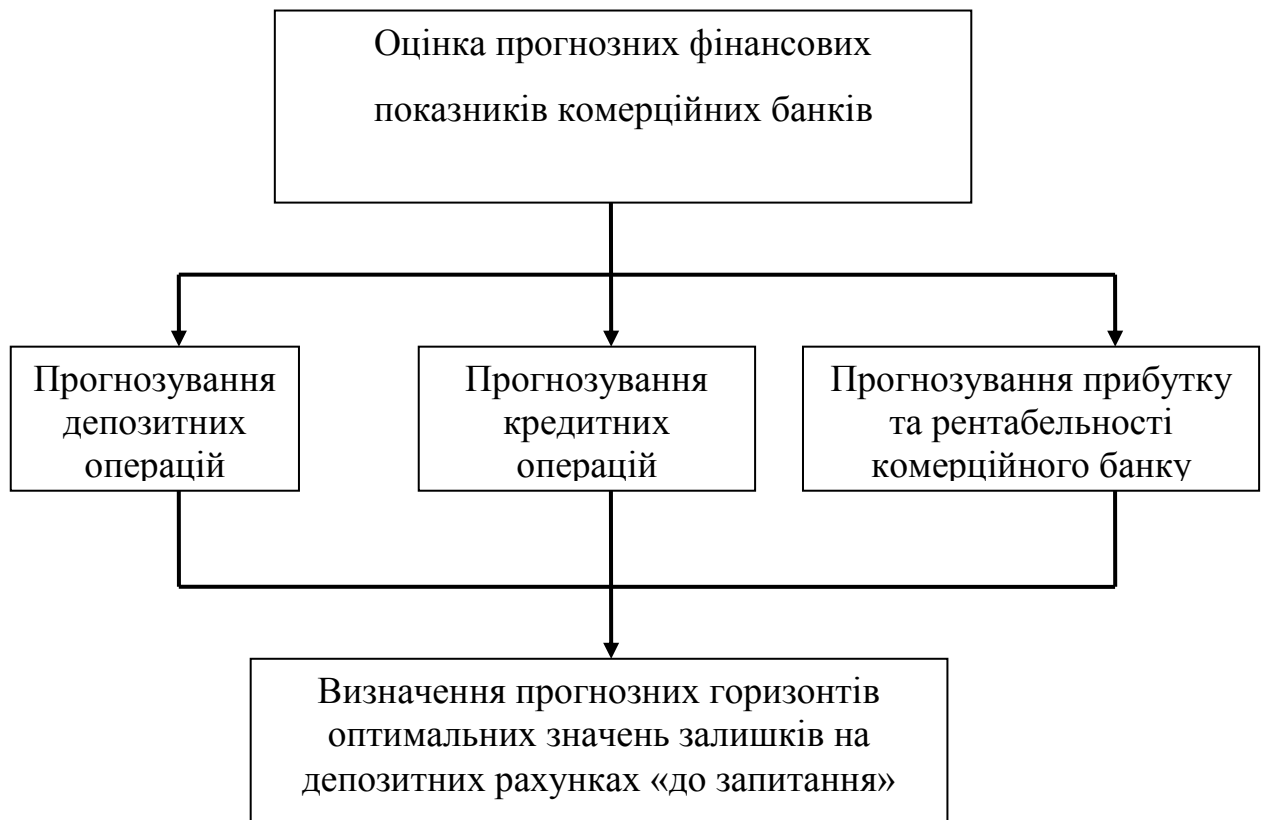 Оцінка прогнозних фінансових
показників комерційних банків
Прогнозування
депозитних
операцій
Прогнозування
кредитних
операцій
Прогнозування прибутку
та рентабельності
комерційного банку
Визначення прогнозних горизонтів
оптимальних значень залишків на
депозитних рахунках «до запитання»